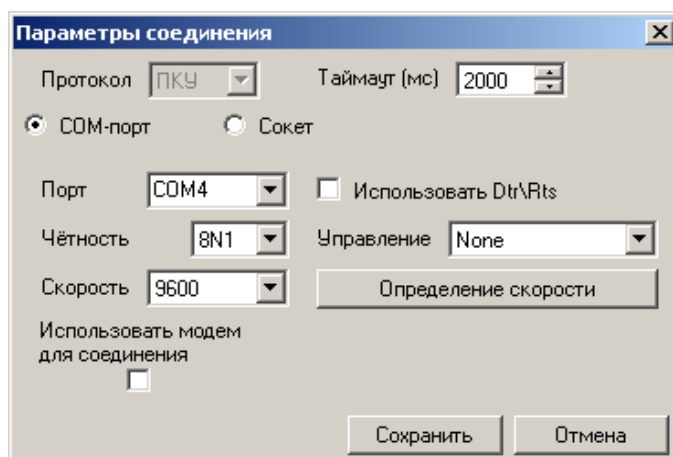 Параметры соединения
Протокол ПКУ Таймаут (мс) 2000
COM-порт Сокет
Порт COM4 Использовать Dtr\Rts
Чётность 8N1 Управление None
Скорость 9600 Определение скорости
Использовать модем
для соединения
Сохранить Отмена